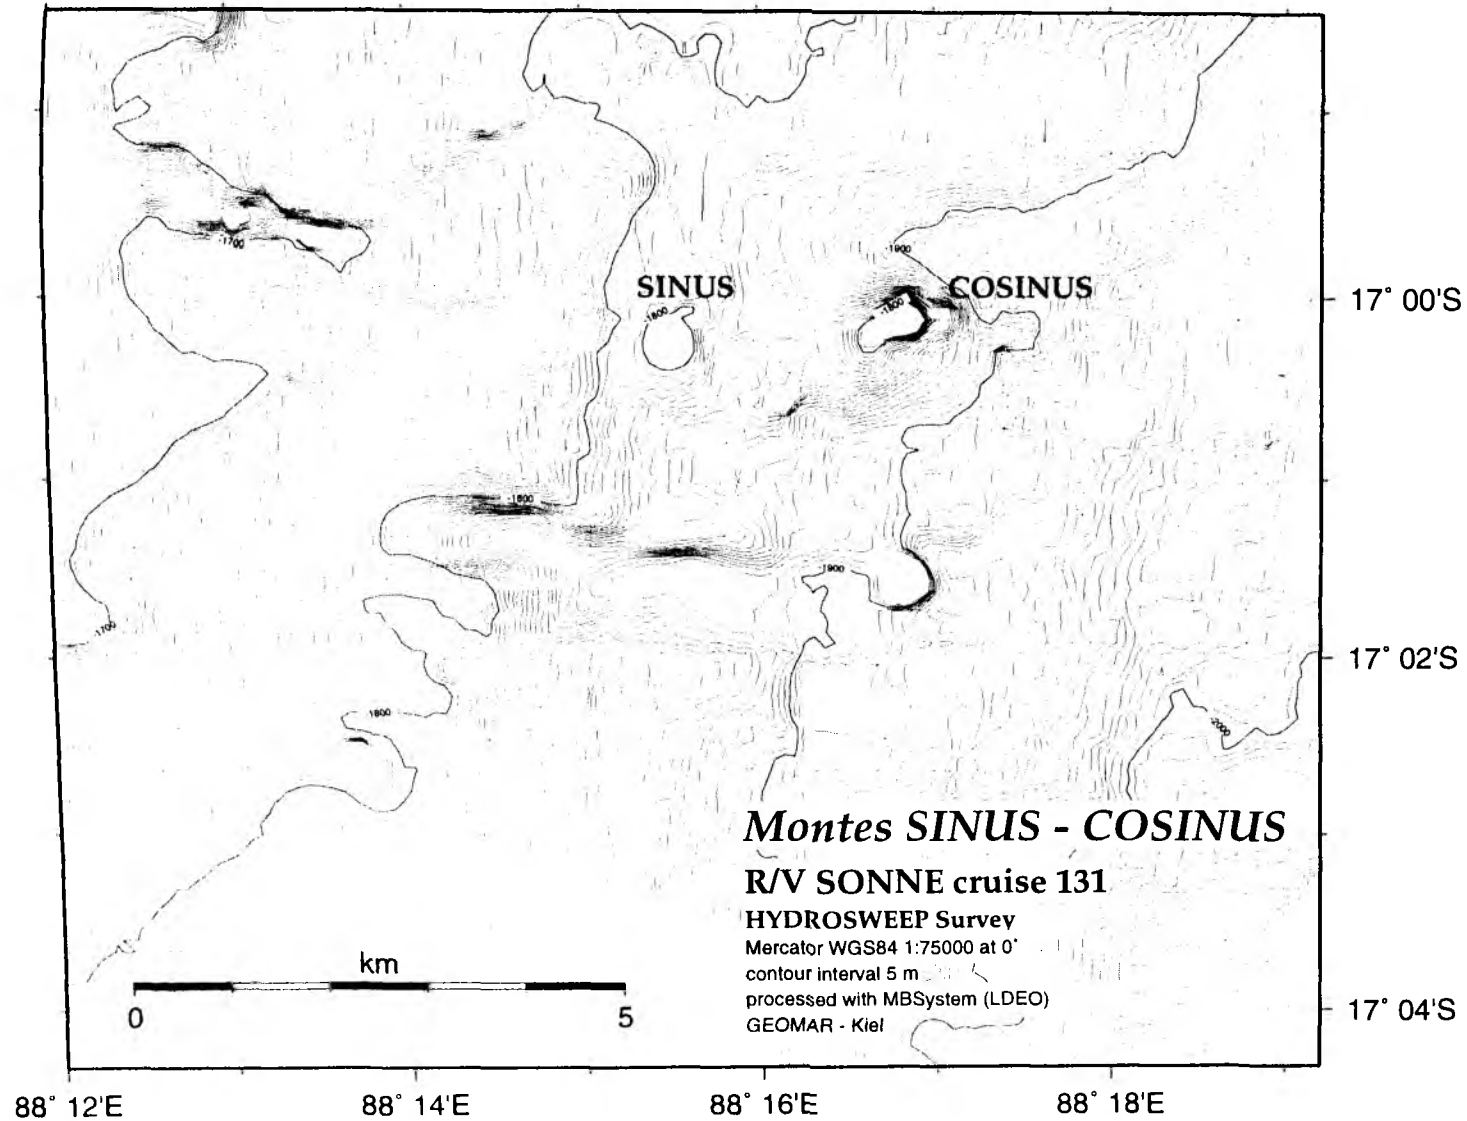 -1700
-1900
SINUS
COSINUS
-1800
-1800
17° 00'S
-1800
-1900
-1700
17° 02'S
1800
-2000
Montes SINUS - COSINUS
R/V SONNE cruise 131
HYDROSWEEP Survey
Mercator WGS84 1:75000 at 0°
contour interval 5 m
processed with MBSystem (LDEO)
GEOMAR - Kiel
km
0 5
17° 04'S
88° 12'E 88° 14'E 88° 16'E 88° 18'E